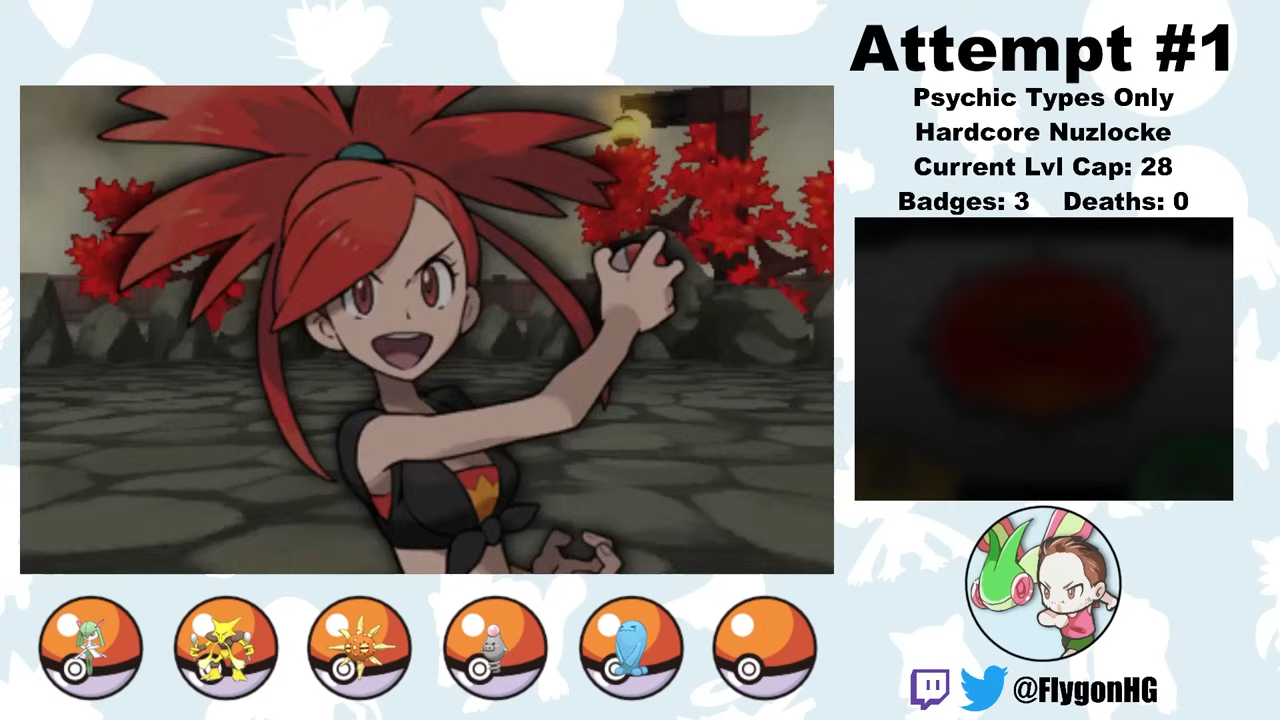 Attempt #1
Psychic Types Only
Hardcore Nuzlocke
Current Lvl Cap: 28
Badges: 3 Deaths: 0
@FlygonHG